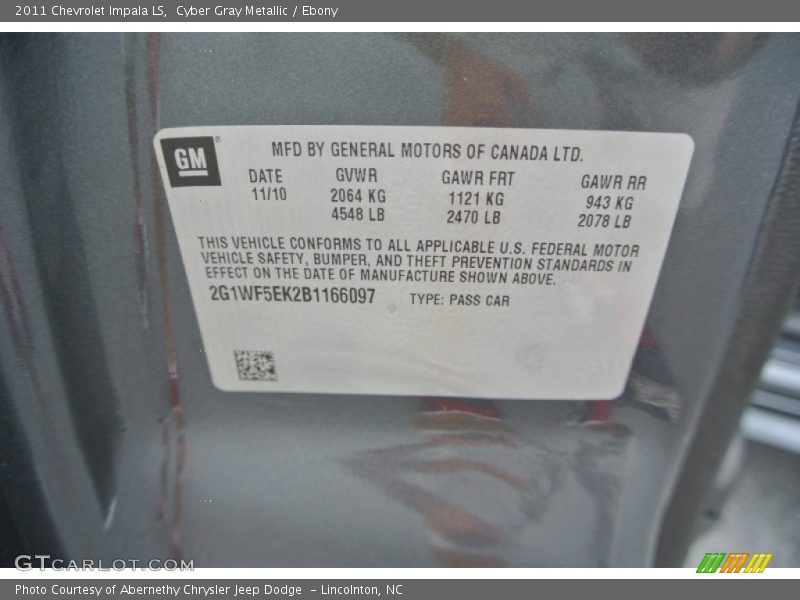 2011 Chevrolet Impala LS,  Cyber Gray Metallic / Ebony
GM
MFD BY GENERAL MOTORS OF CANADA LTD.
DATE GVWR GAWR FRT GAWR RR
11/10 2064 KG 1121 KG 943 KG
4548 LB 2470 LB 2078 LB
THIS VEHICLE CONFORMS TO ALL APPLICABLE U.S. FEDERAL MOTOR
VEHICLE SAFETY, BUMPER, AND THEFT PREVENTION STANDARDS IN
EFFECT ON THE DATE OF MANUFACTURE SHOWN ABOVE.
2G1WF5EK2B1166097 TYPE: PASS CAR
GTCARLOT.COM
Photo Courtesy of Abernethy Chrysler Jeep Dodge  – Lincolnton, NC